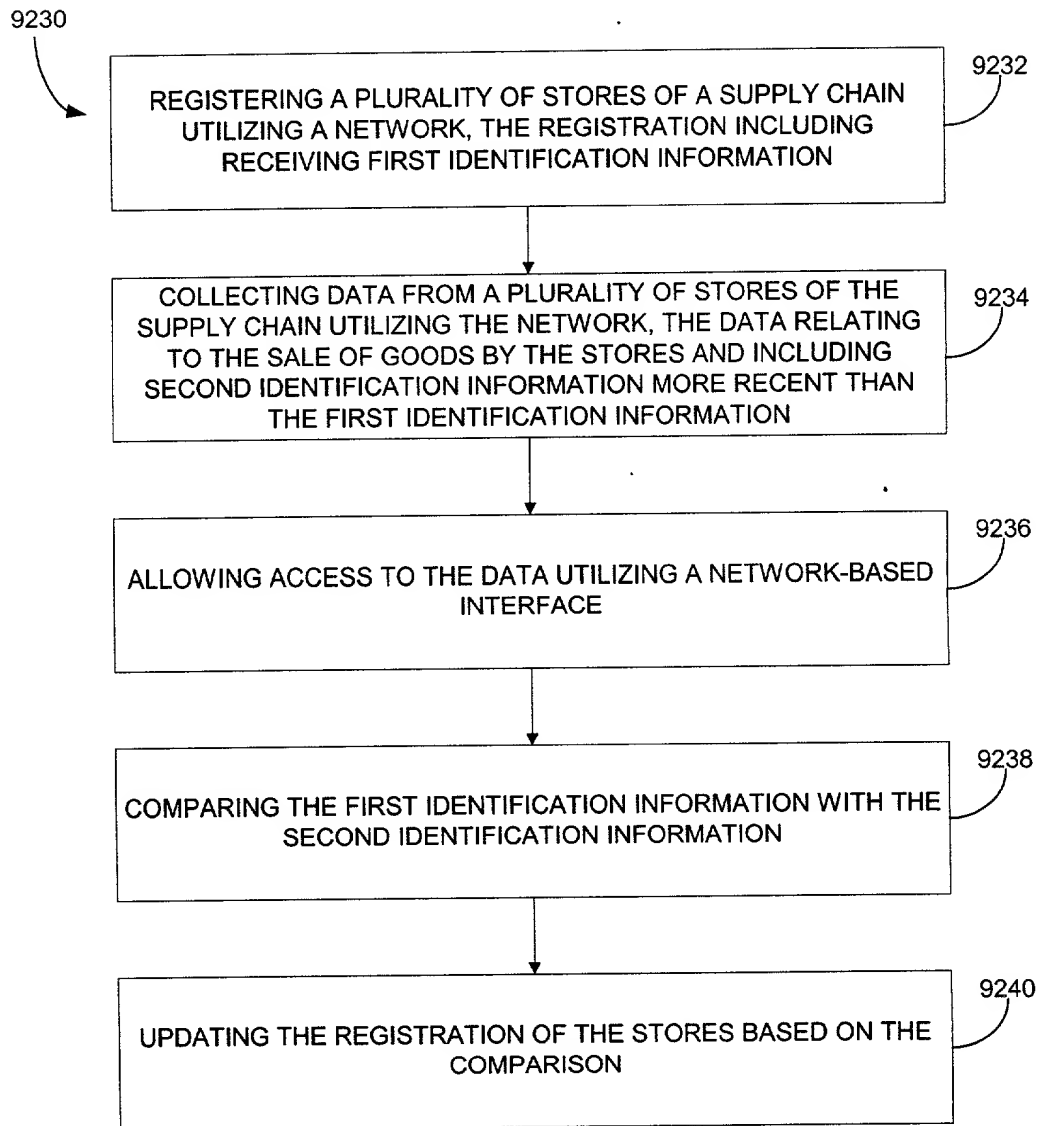 9230
9232
REGISTERING A PLURALITY OF STORES OF A SUPPLY CHAIN
UTILIZING A NETWORK, THE REGISTRATION INCLUDING
RECEIVING FIRST IDENTIFICATION INFORMATION
9234
COLLECTING DATA FROM A PLURALITY OF STORES OF THE
SUPPLY CHAIN UTILIZING THE NETWORK, THE DATA RELATING
TO THE SALE OF GOODS BY THE STORES AND INCLUDING
SECOND IDENTIFICATION INFORMATION MORE RECENT THAN
THE FIRST IDENTIFICATION INFORMATION
9236
ALLOWING ACCESS TO THE DATA UTILIZING A NETWORK-BASED
INTERFACE
9238
COMPARING THE FIRST IDENTIFICATION INFORMATION WITH THE
SECOND IDENTIFICATION INFORMATION
9240
UPDATING THE REGISTRATION OF THE STORES BASED ON THE
COMPARISON